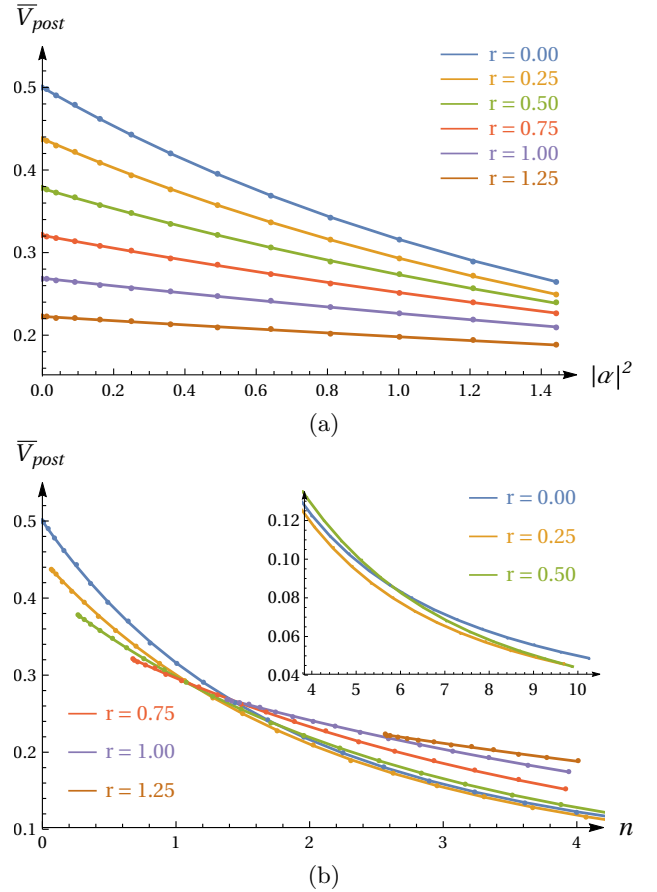 V̅post
r = 0.00
r = 0.25
r = 0.50
r = 0.75
r = 1.00
r = 1.25
0.5
0.4
0.3
0.2
0.0 0.2 0.4 0.6 0.8 1.0 1.2 1.4
|α|²
(a)
V̅post
0.5
0.4
0.3
0.2
0.1
r = 0.75
r = 1.00
r = 1.25
0.12
0.10
0.08
0.06
0.04
4 5 6 7 8 9 10
r = 0.00
r = 0.25
r = 0.50
0 1 2 3 4
n
(b)